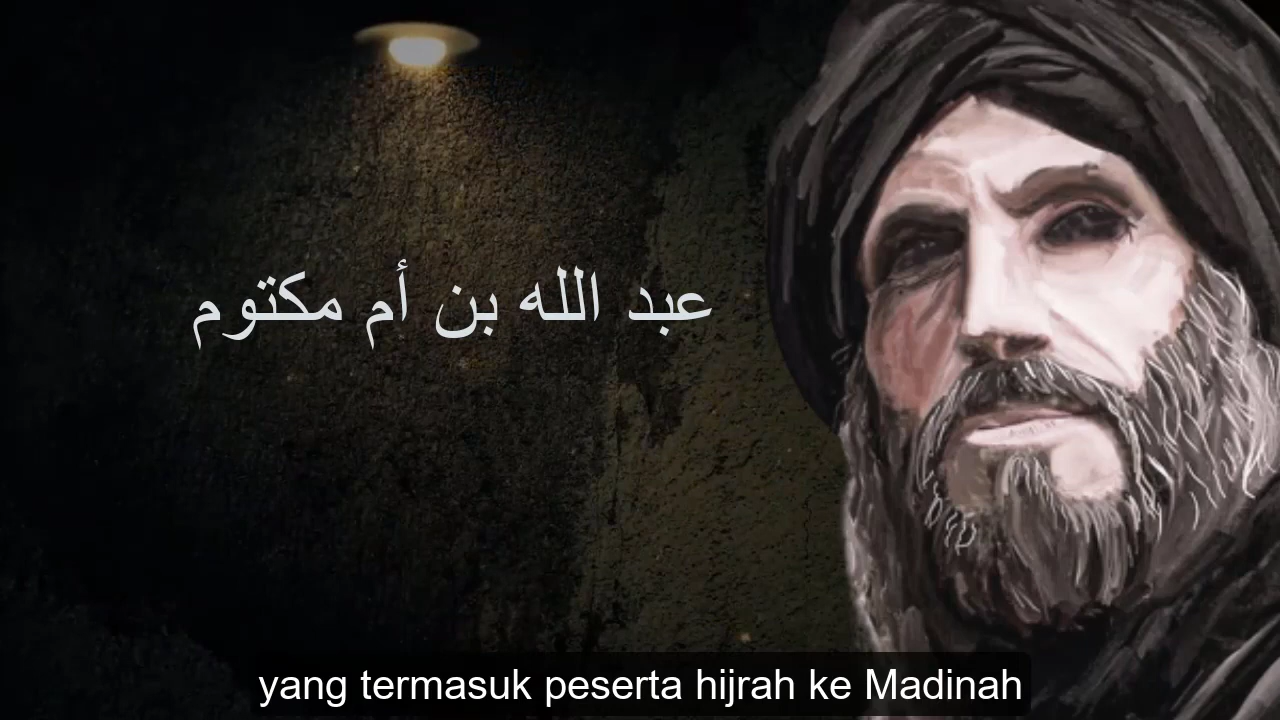 عبد الله بن أم مكتوم
yang termasuk peserta hijrah ke Madinah